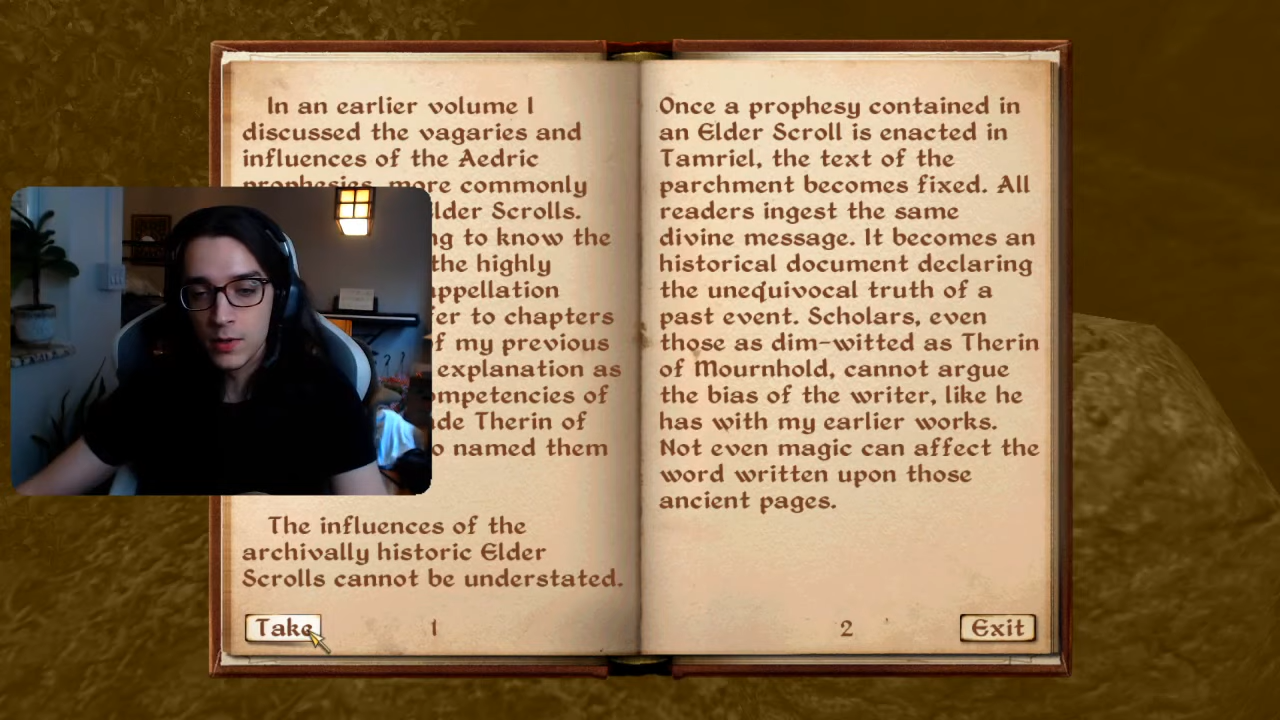 In an earlier volume I
discussed the vagaries and
influences of the Aedric
prophesies, more commonly
lder Scrolls.
ng to know the
the highly
appellation
fer to chapters
f my previous
explanation as
ompetencies of
de Therin of
o named them
The influences of the
archivally historic Elder
Scrolls cannot be understated.
Take
1
Once a prophesy contained in
an Elder Scroll is enacted in
Tamriel, the text of the
parchment becomes fixed. All
readers ingest the same
divine message. It becomes an
historical document declaring
the unequivocal truth of a
past event. Scholars, even
those as dim-witted as Therin
of Mournhold, cannot argue
the bias of the writer, like he
has with my earlier works.
Not even magic can affect the
word written upon those
ancient pages.
2
Exit